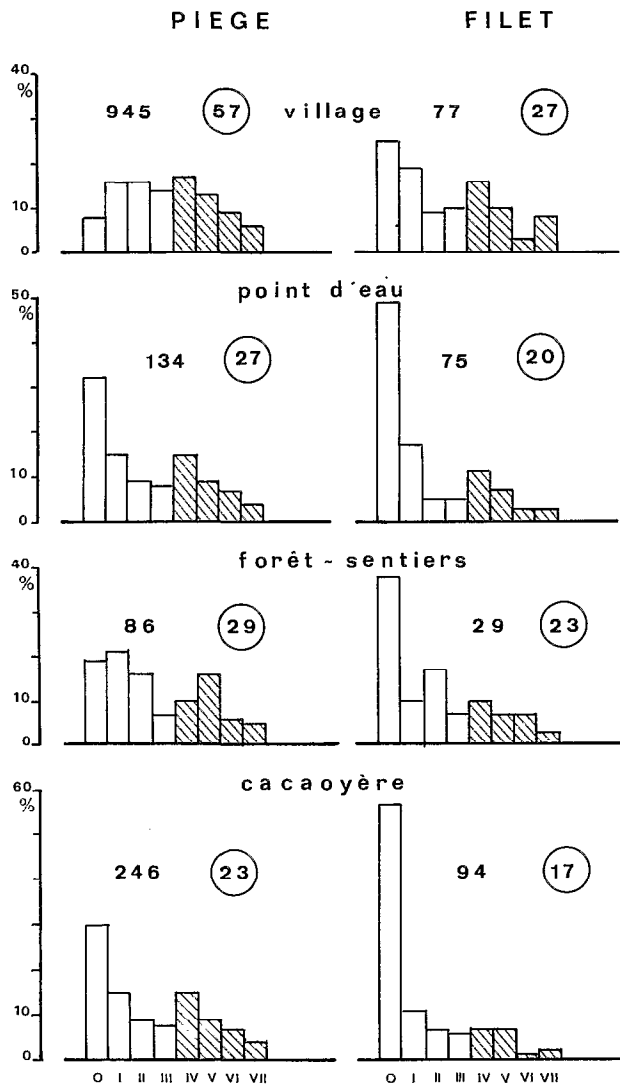 PIEGE FILET
40
%
945 57 village 77 27
10
0
point d'eau
50
%
134 27 75 20
10
0
forêt - sentiers
40
%
86 29 29 23
10
0
cacaoyère
60
%
246 23 94 17
10
0
O I II III IV V VI VII O I II III IV V VI VII